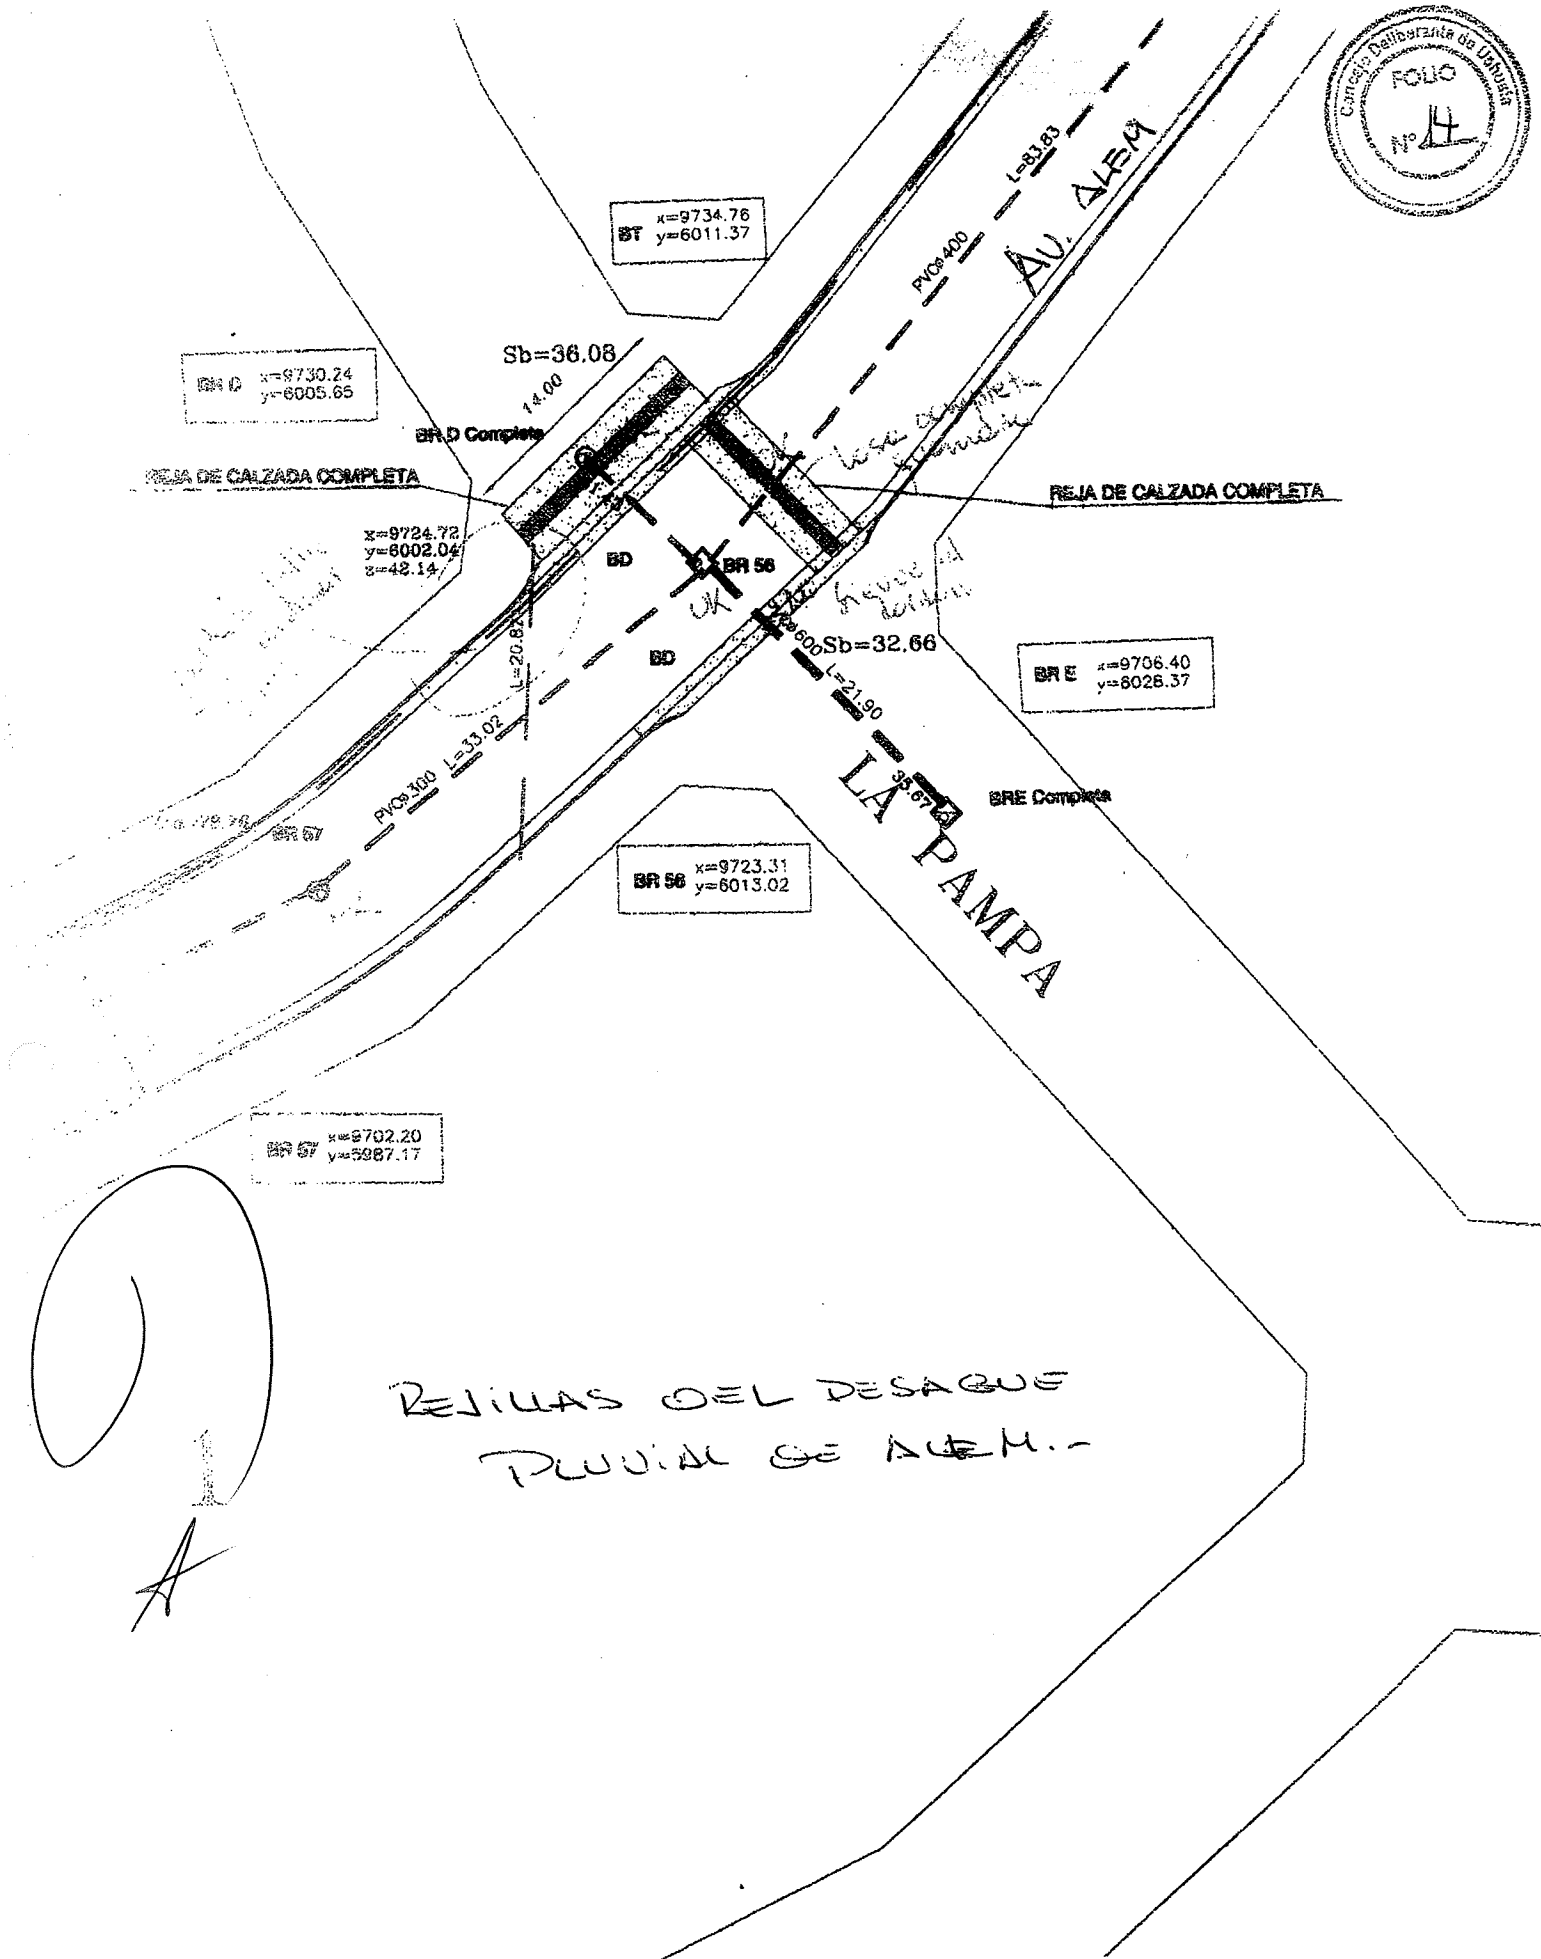 Concejo Deliberante de Ushuaia
FOLIO
Nº 14
L=83.83
AV. ALEM
PVCø400
BT x=9734.76
y=6011.37
Sb=36.08
14.00
x=9730.24
y=6005.65
BR D Completa
REJA DE CALZADA COMPLETA
REJA DE CALZADA COMPLETA
x=9724.72
y=6002.04
z=42.14
BD
BR 56
OK
BD
L=20.87
Sb=32.66
L=21.90
BR E x=9706.40
y=6026.37
L=33.02
PVCø300
BR 57
35.67
BRE Completa
LA PAMPA
BR 56 x=9723.31
y=6013.02
BR 57 x=9702.20
y=5987.17
REJILLAS DEL DESAGUE
PLUVIAL DE ALEM.-
1